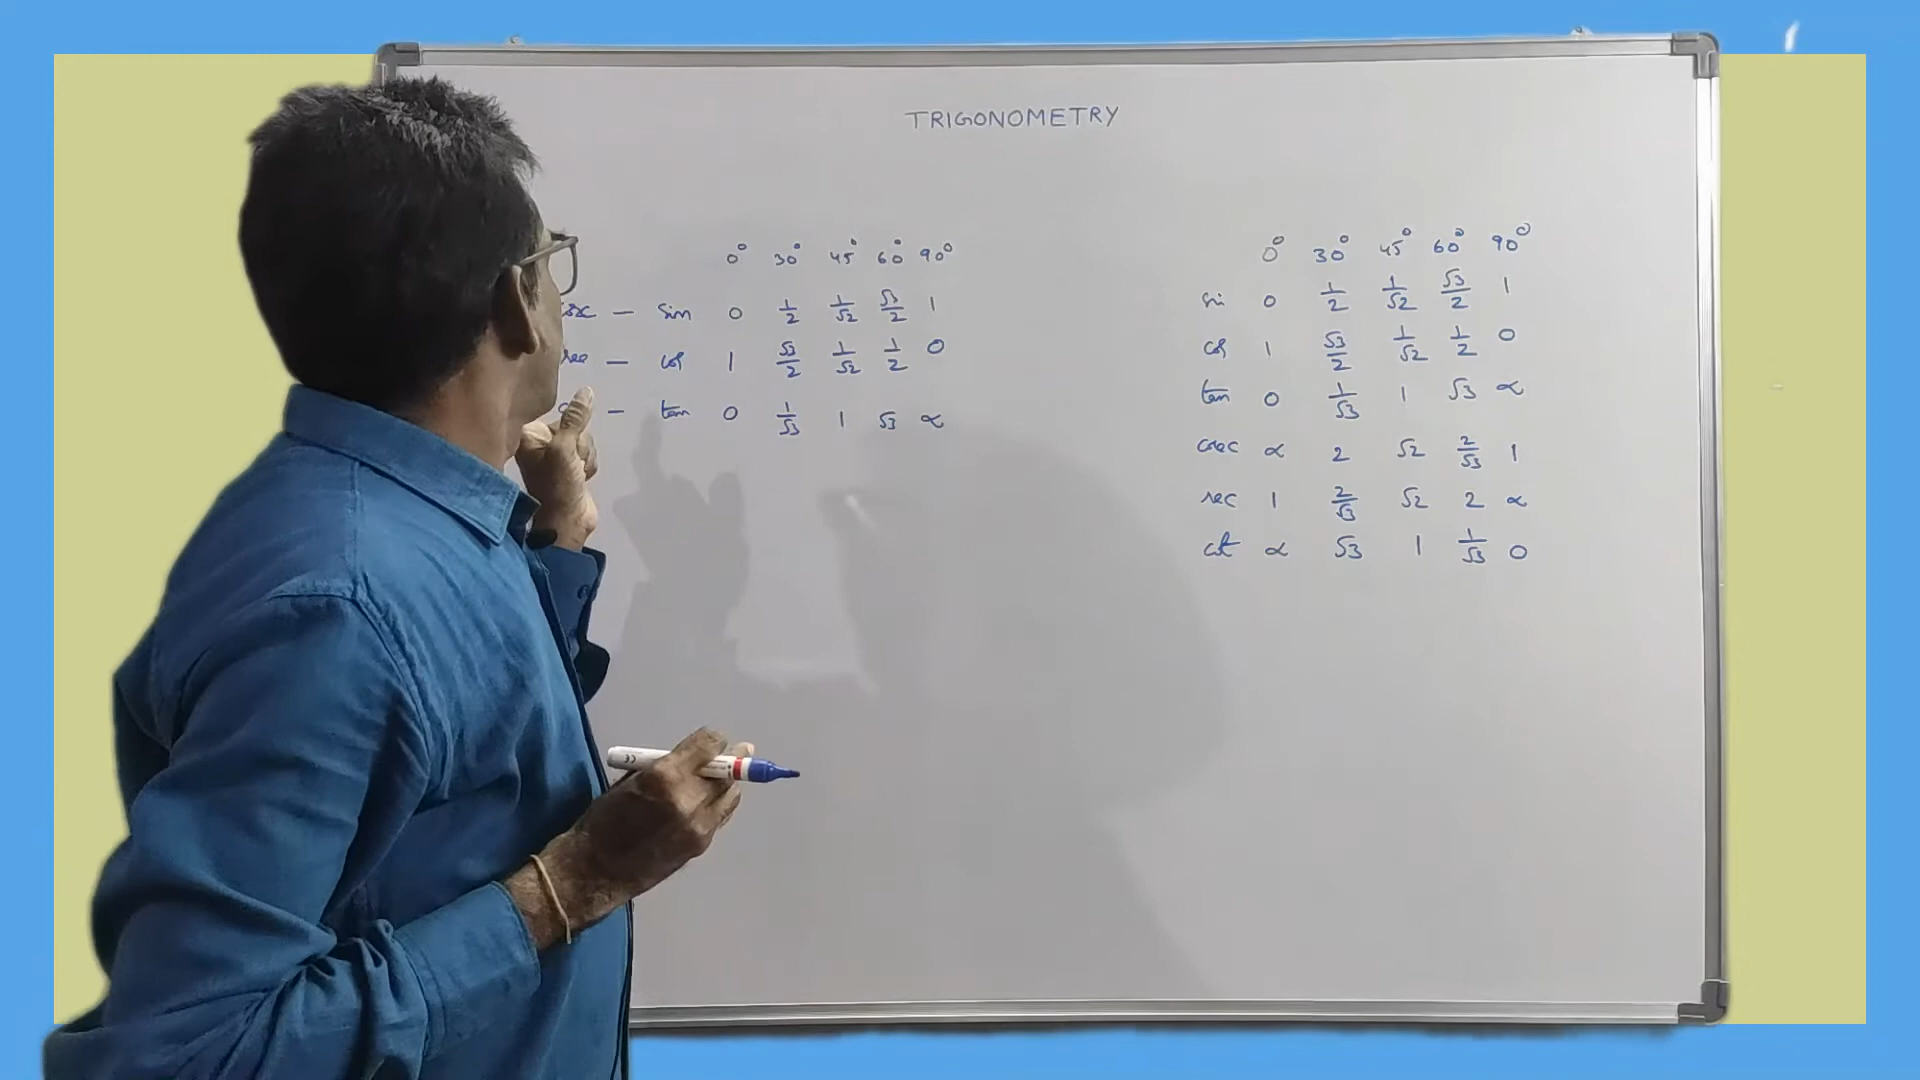 TRIGONOMETRY
0° 30° 45° 60° 90°
— sin 0 1/2 1/√2 √3/2 1
— cos 1 √3/2 1/√2 1/2 0
— tan 0 1/√3 1 √3 α
0° 30° 45° 60° 90°
sin 0 1/2 1/√2 √3/2 1
cos 1 √3/2 1/√2 1/2 0
tan 0 1/√3 1 √3 α
cosec α 2 √2 2/√3 1
sec 1 2/√3 √2 2 α
cot α √3 1 1/√3 0